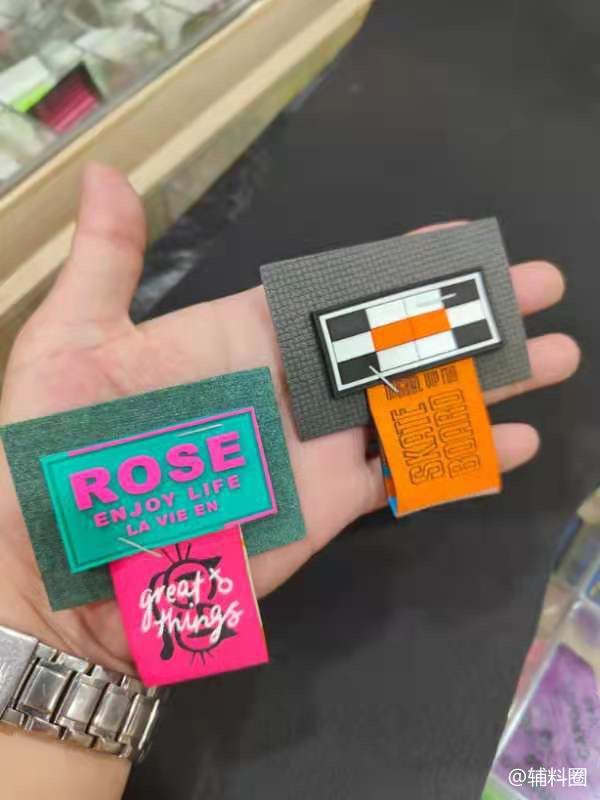 ROSE
ENJOY LIFE
LA VIE EN
great
things
SKATE
BOARD
@辅料圈